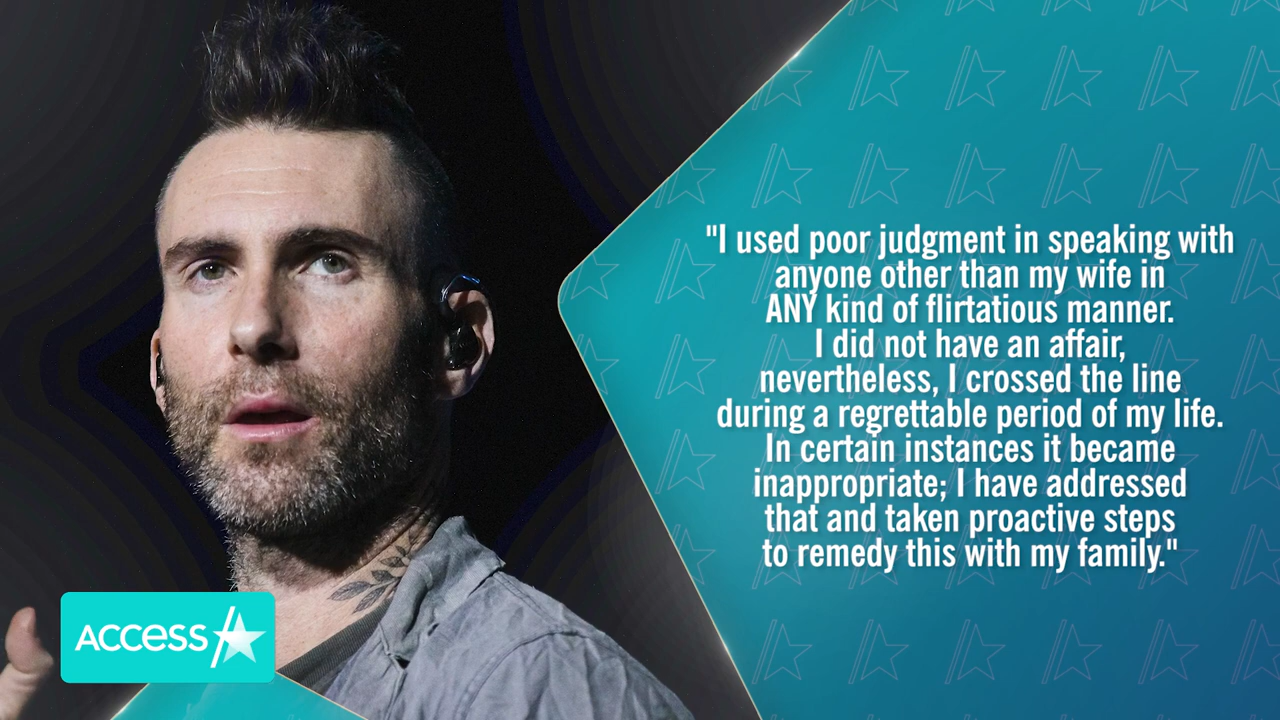 "I used poor judgment in speaking with
anyone other than my wife in
ANY kind of flirtatious manner.
I did not have an affair,
nevertheless, I crossed the line
during a regrettable period of my life.
In certain instances it became
inappropriate; I have addressed
that and taken proactive steps
to remedy this with my family."
ACCESS